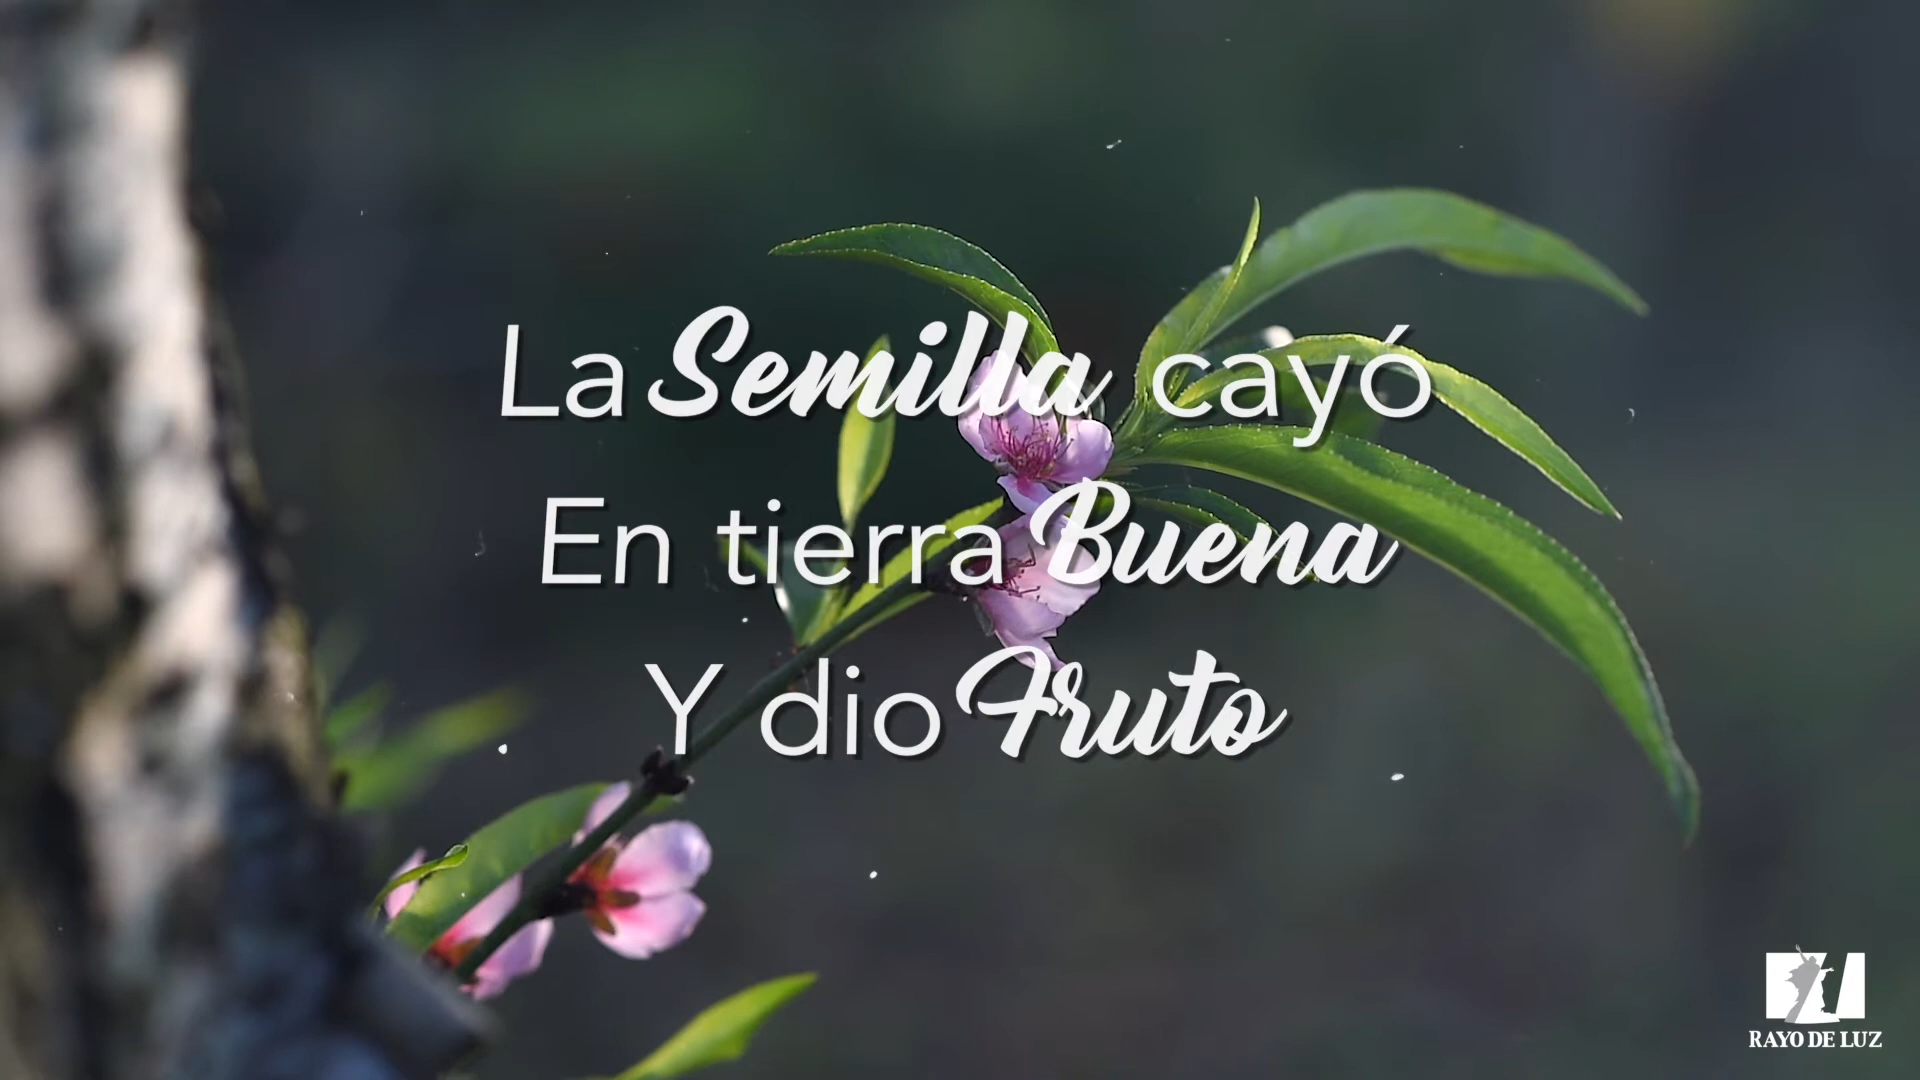 La Semilla cayó
En tierra Buena
Y dio Fruto
RAYO DE LUZ